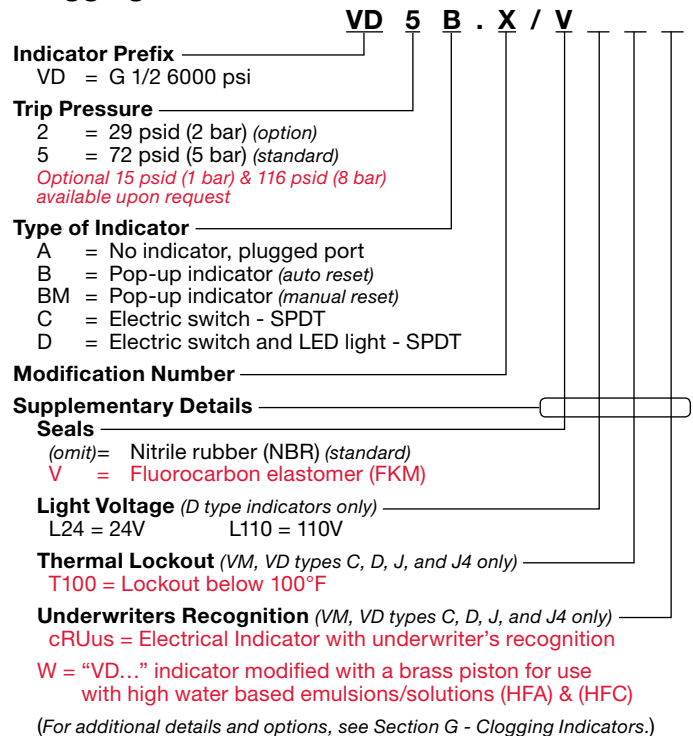 VD 5 B . X / V
Indicator Prefix
VD = G 1/2 6000 psi
Trip Pressure
2 = 29 psid (2 bar) (option)
5 = 72 psid (5 bar) (standard)
Optional 15 psid (1 bar) & 116 psid (8 bar)
available upon request
Type of Indicator
A = No indicator, plugged port
B = Pop-up indicator (auto reset)
BM = Pop-up indicator (manual reset)
C = Electric switch - SPDT
D = Electric switch and LED light - SPDT
Modification Number
Supplementary Details
Seals
(omit)= Nitrile rubber (NBR) (standard)
V = Fluorocarbon elastomer (FKM)
Light Voltage (D type indicators only)
L24 = 24V L110 = 110V
Thermal Lockout (VM, VD types C, D, J, and J4 only)
T100 = Lockout below 100°F
Underwriters Recognition (VM, VD types C, D, J, and J4 only)
cRUus = Electrical Indicator with underwriter's recognition
W = “VD…” indicator modified with a brass piston for use
with high water based emulsions/solutions (HFA) & (HFC)
(For additional details and options, see Section G - Clogging Indicators.)